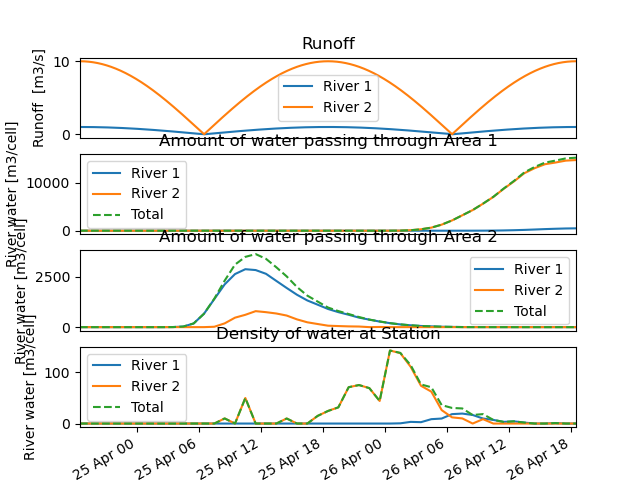 Runoff
Runoff  [m3/s]
10
0
River 1
River 2
Amount of water passing through Area 1
River water [m3/cell]
10000
0
River 1
River 2
Total
Amount of water passing through Area 2
River water [m3/cell]
2500
0
River 1
River 2
Total
Density of water at Station
River water [m3/cell]
100
0
River 1
River 2
Total
25 Apr 00
25 Apr 06
25 Apr 12
25 Apr 18
26 Apr 00
26 Apr 06
26 Apr 12
26 Apr 18